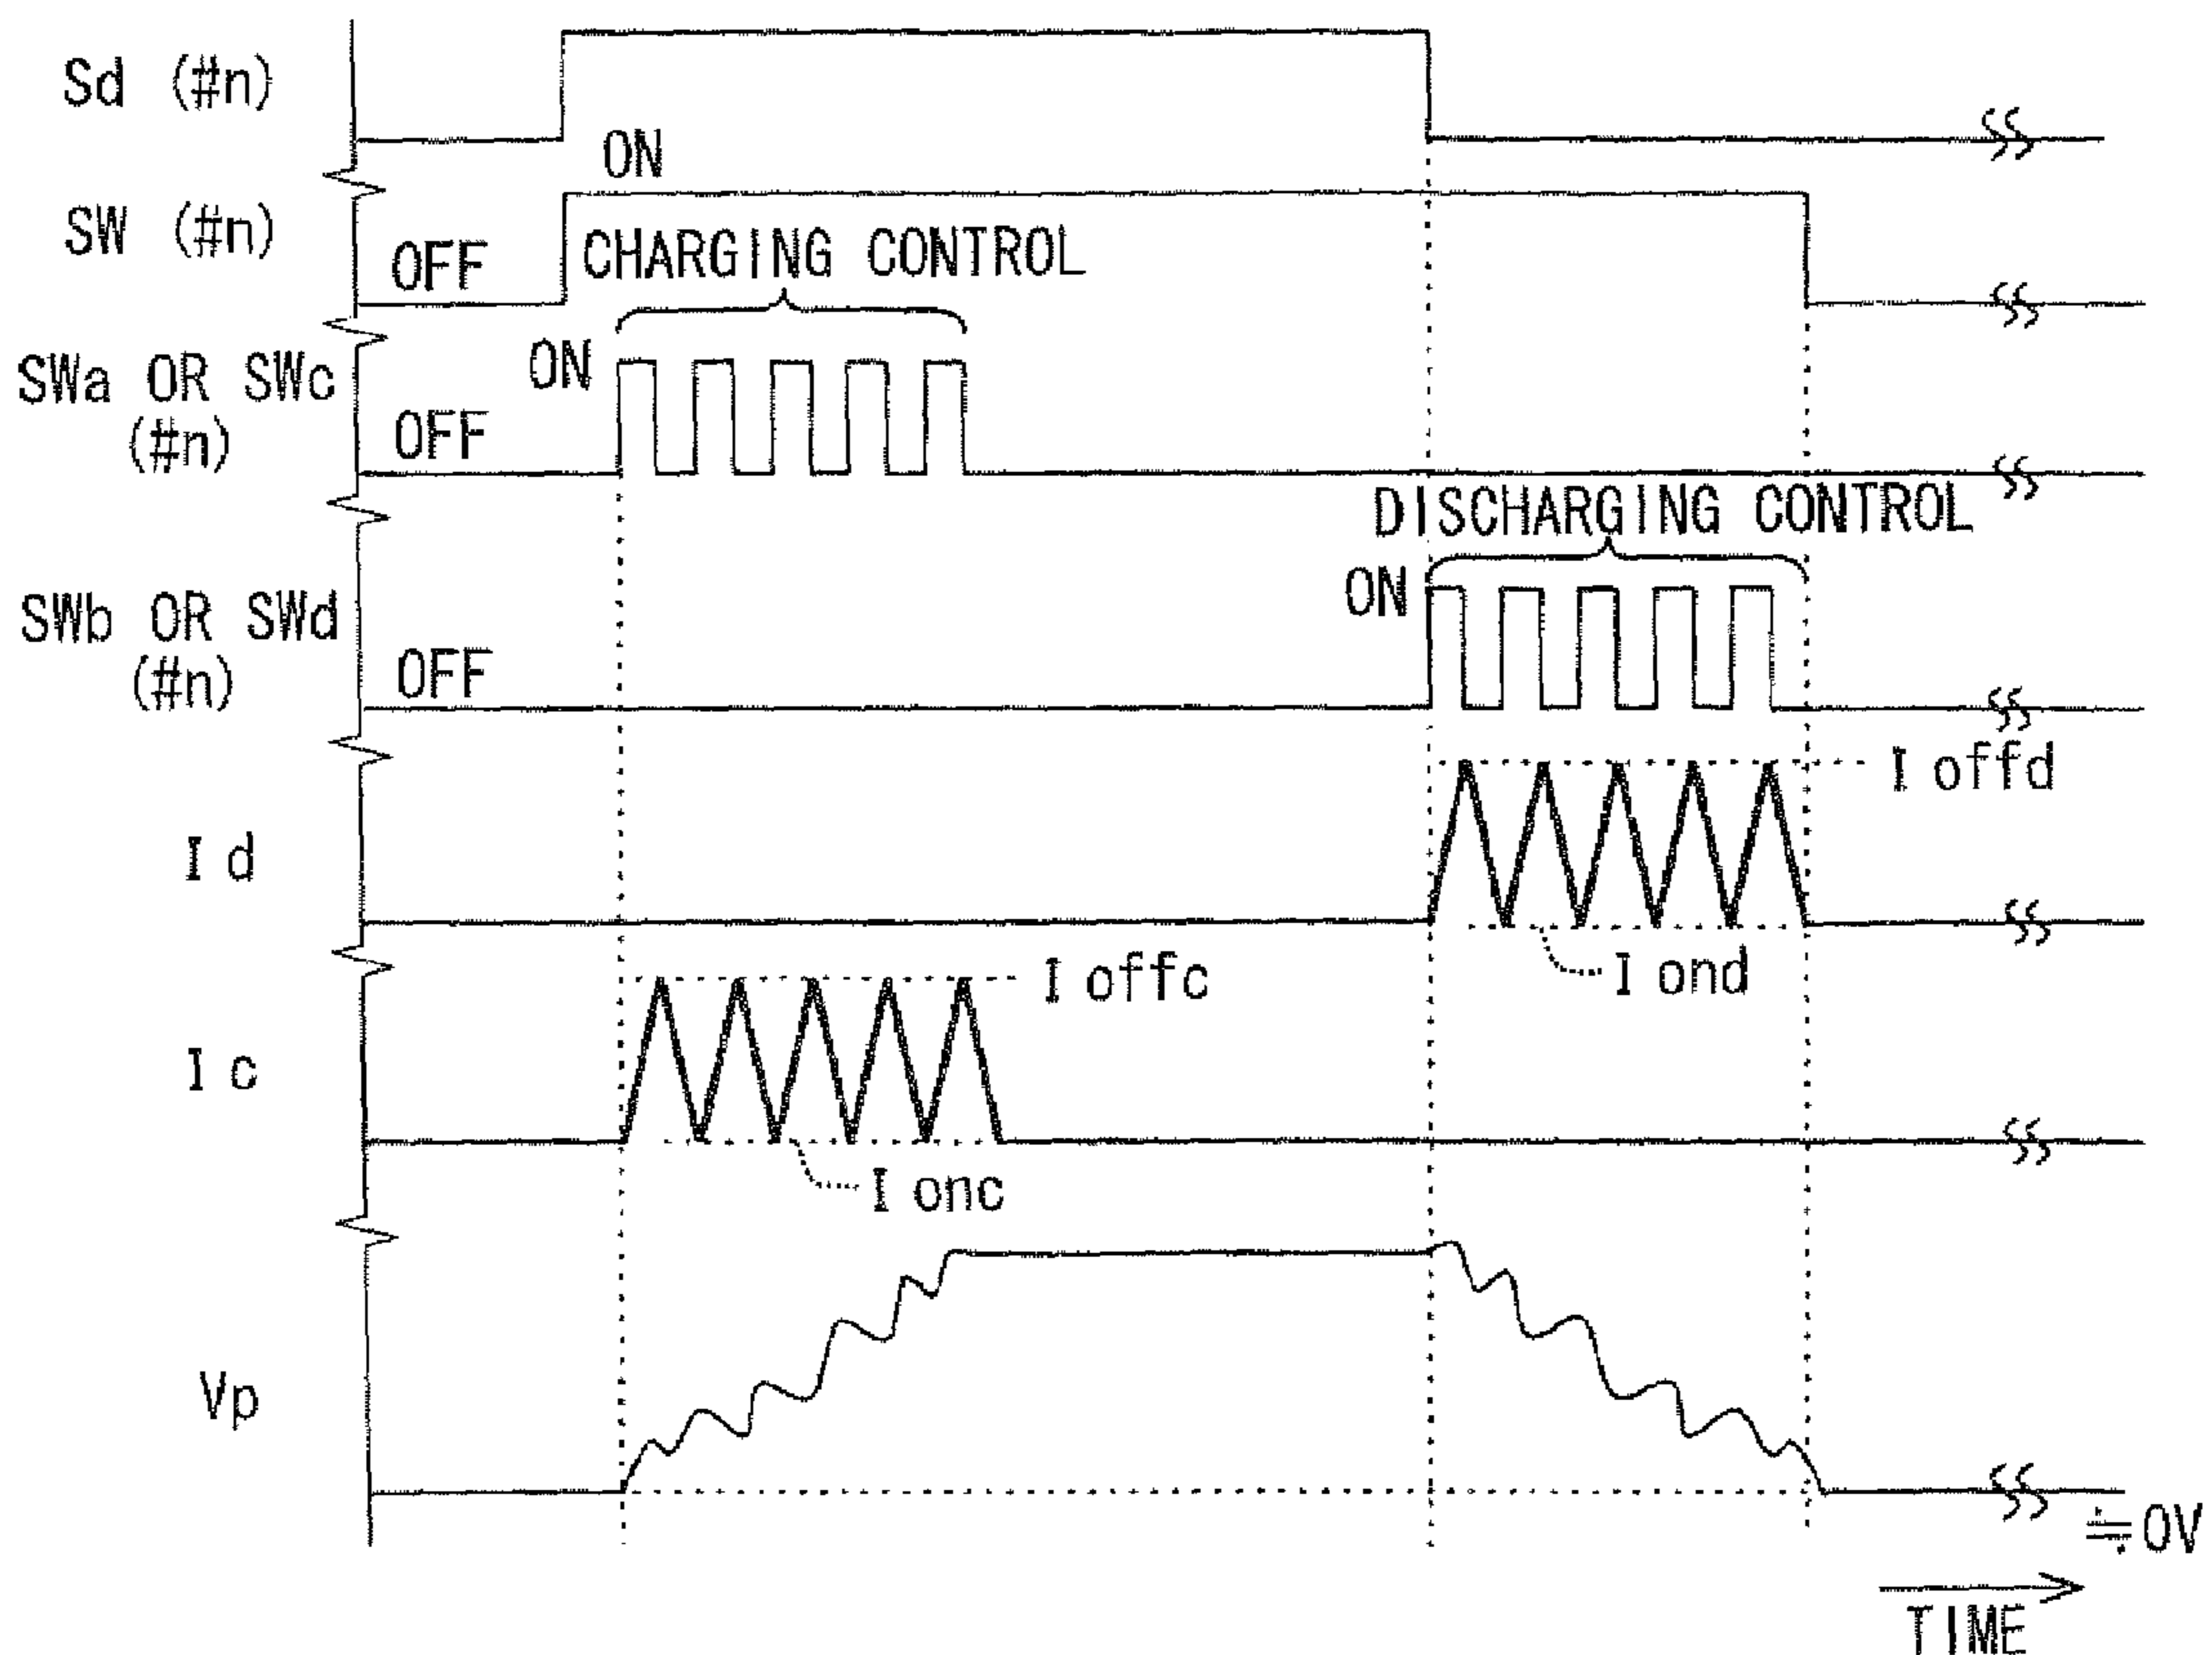 Sd (#n)
ON
SW (#n)
OFF
CHARGING CONTROL
SWa OR SWc
(#n)
ON
OFF
DISCHARGING CONTROL
SWb OR SWd
(#n)
ON
OFF
I offd
I d
I ond
I offc
I c
I onc
Vp
≒0V
TIME